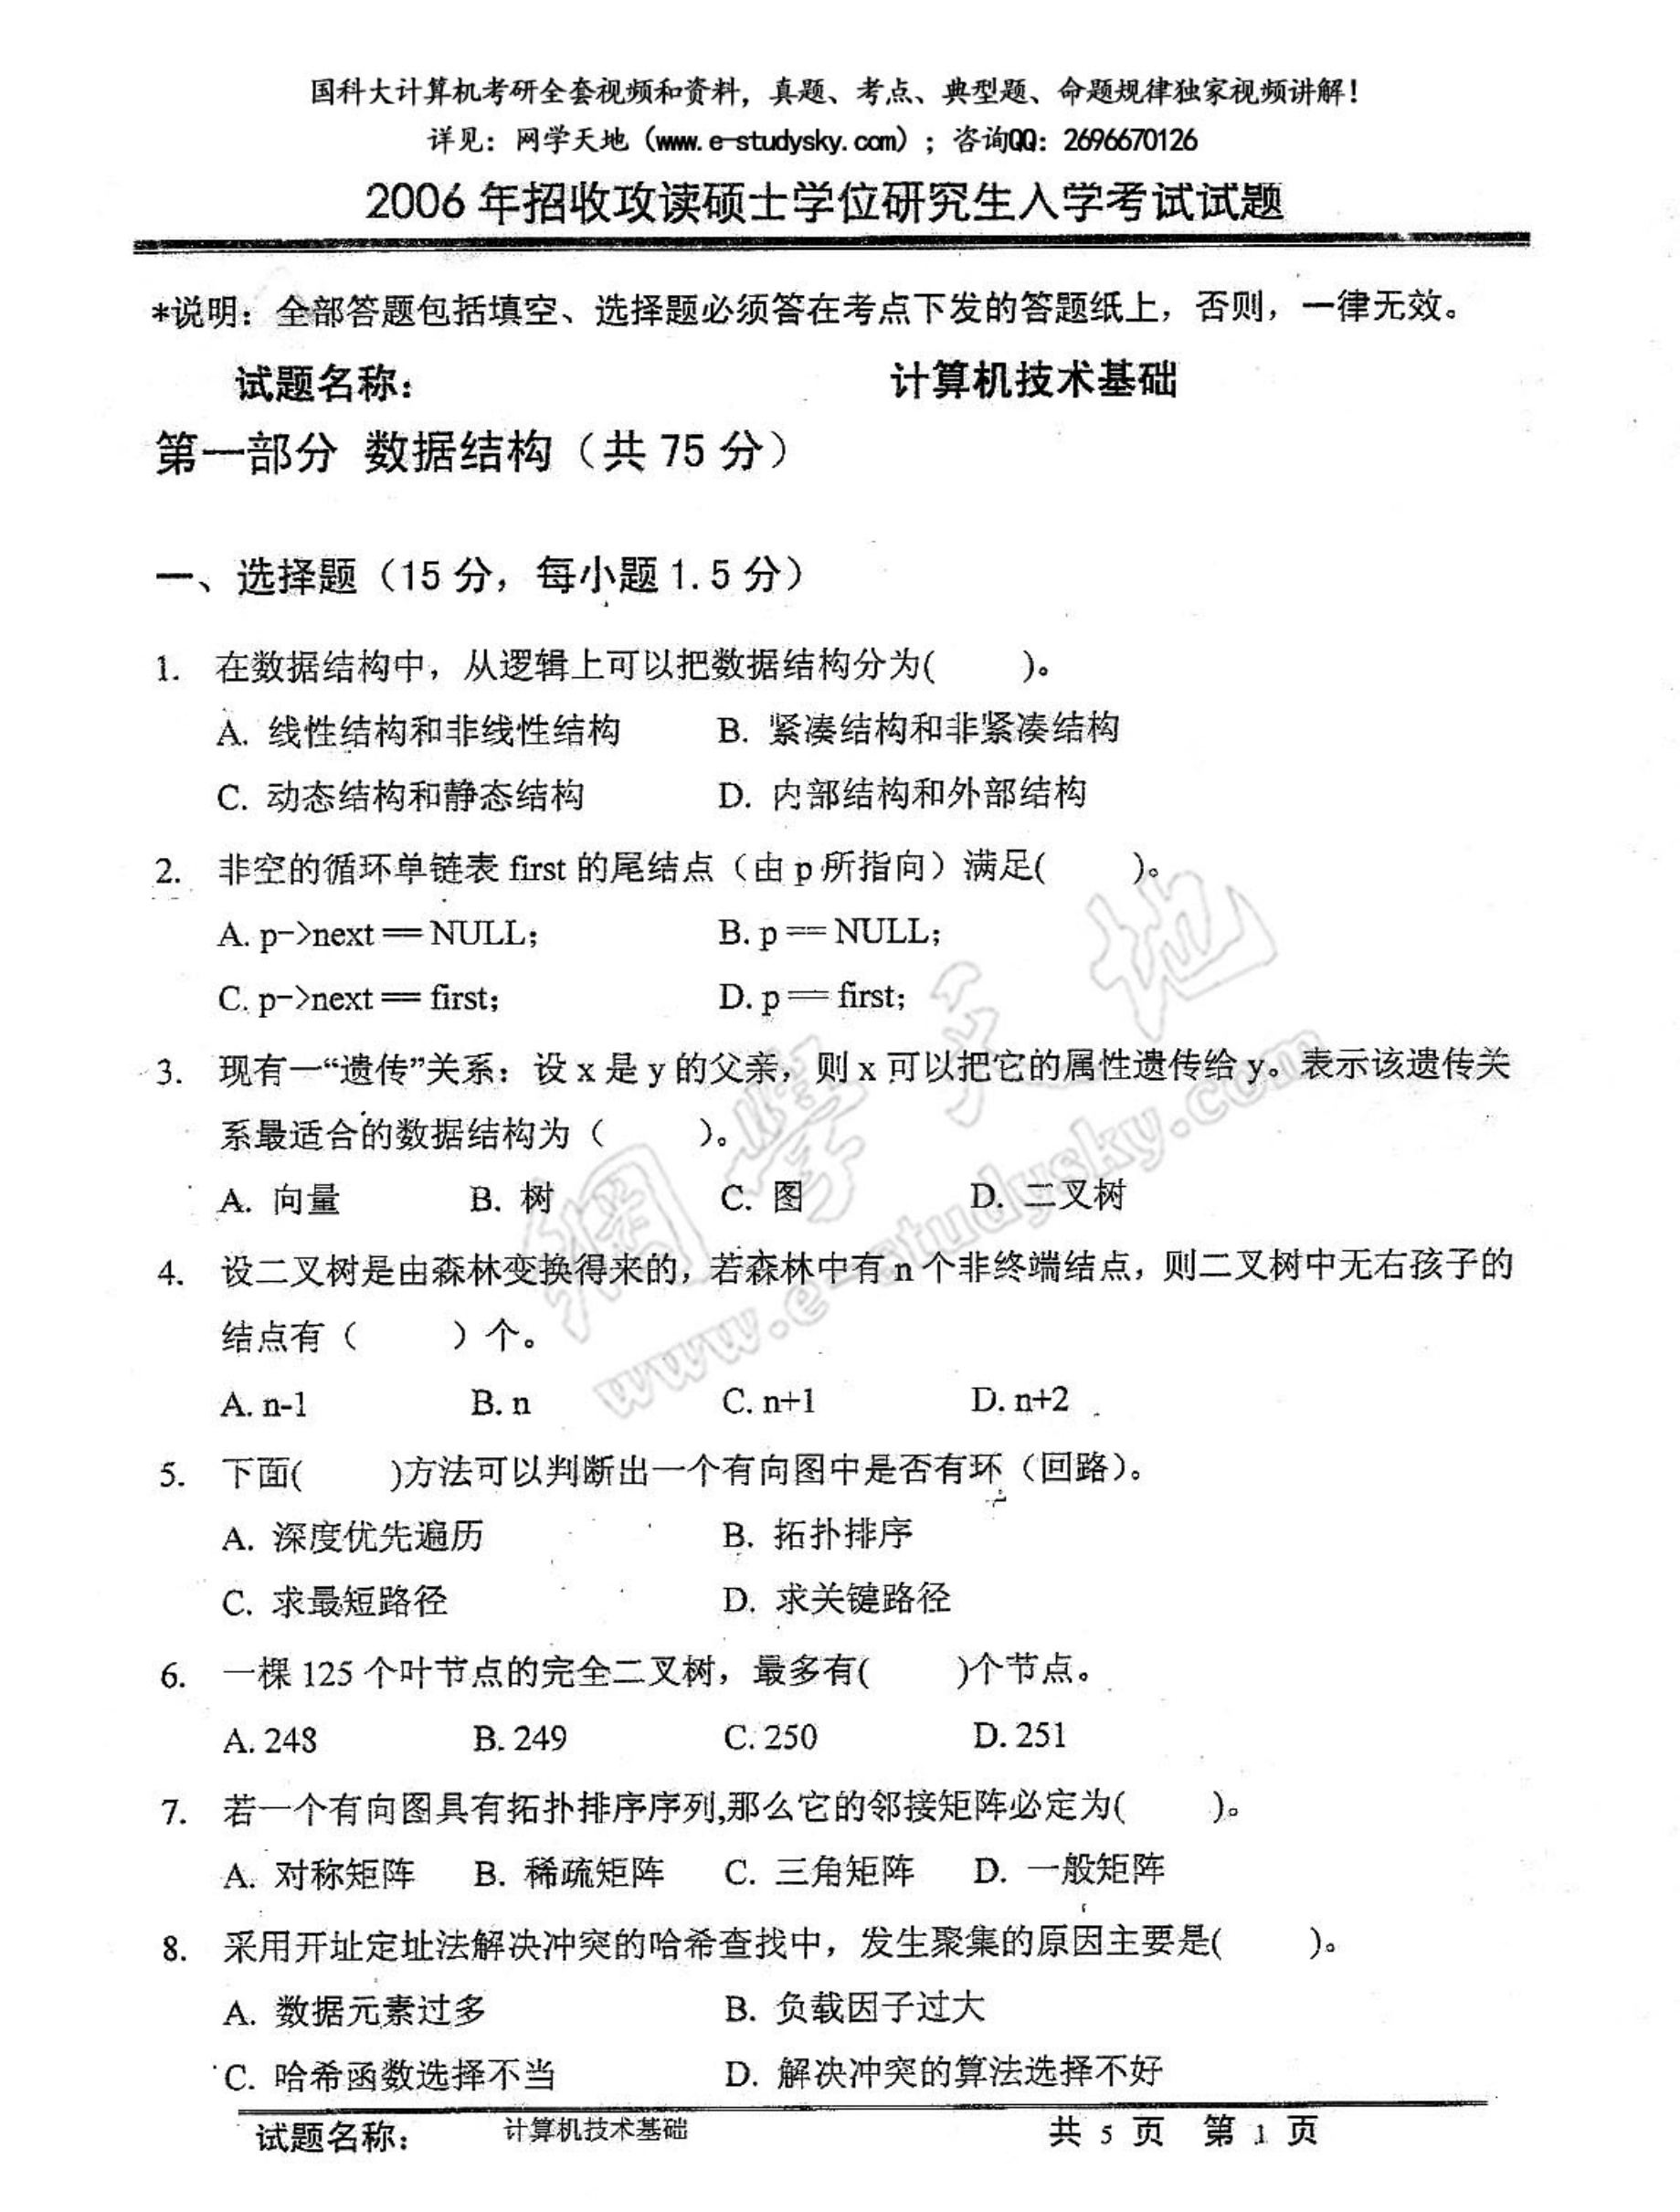 国科大计算机考研全套视频和资料，真题、考点、典型题、命题规律独家视频讲解！
详见：网学天地（www.e-studysky.com）；咨询QQ：2696670126
2006 年招收攻读硕士学位研究生入学考试试题
*说明：全部答题包括填空、选择题必须答在考点下发的答题纸上，否则，一律无效。
试题名称： 计算机技术基础
第一部分 数据结构（共 75 分）
一、选择题（15 分，每小题 1.5 分）
1. 在数据结构中，从逻辑上可以把数据结构分为( )。
A. 线性结构和非线性结构 B. 紧凑结构和非紧凑结构
C. 动态结构和静态结构 D. 内部结构和外部结构
2. 非空的循环单链表 first 的尾结点（由 p 所指向）满足( )。
A. p->next == NULL; B. p == NULL;
C. p->next == first; D. p == first;
3. 现有一“遗传”关系：设 x 是 y 的父亲，则 x 可以把它的属性遗传给 y。表示该遗传关
系最适合的数据结构为（ ）。
A. 向量 B. 树 C. 图 D. 二叉树
4. 设二叉树是由森林变换得来的，若森林中有 n 个非终端结点，则二叉树中无右孩子的
结点有（ ）个。
A. n-1 B. n C. n+1 D. n+2
5. 下面( )方法可以判断出一个有向图中是否有环（回路）。
A. 深度优先遍历 B. 拓扑排序
C. 求最短路径 D. 求关键路径
6. 一棵 125 个叶节点的完全二叉树，最多有( )个节点。
A. 248 B. 249 C. 250 D. 251
7. 若一个有向图具有拓扑排序序列,那么它的邻接矩阵必定为( )。
A. 对称矩阵 B. 稀疏矩阵 C. 三角矩阵 D. 一般矩阵
8. 采用开址定址法解决冲突的哈希查找中，发生聚集的原因主要是( )。
A. 数据元素过多 B. 负载因子过大
C. 哈希函数选择不当 D. 解决冲突的算法选择不好
试题名称： 计算机技术基础 共 5 页 第 1 页
網學天地
www.e-studysky.com